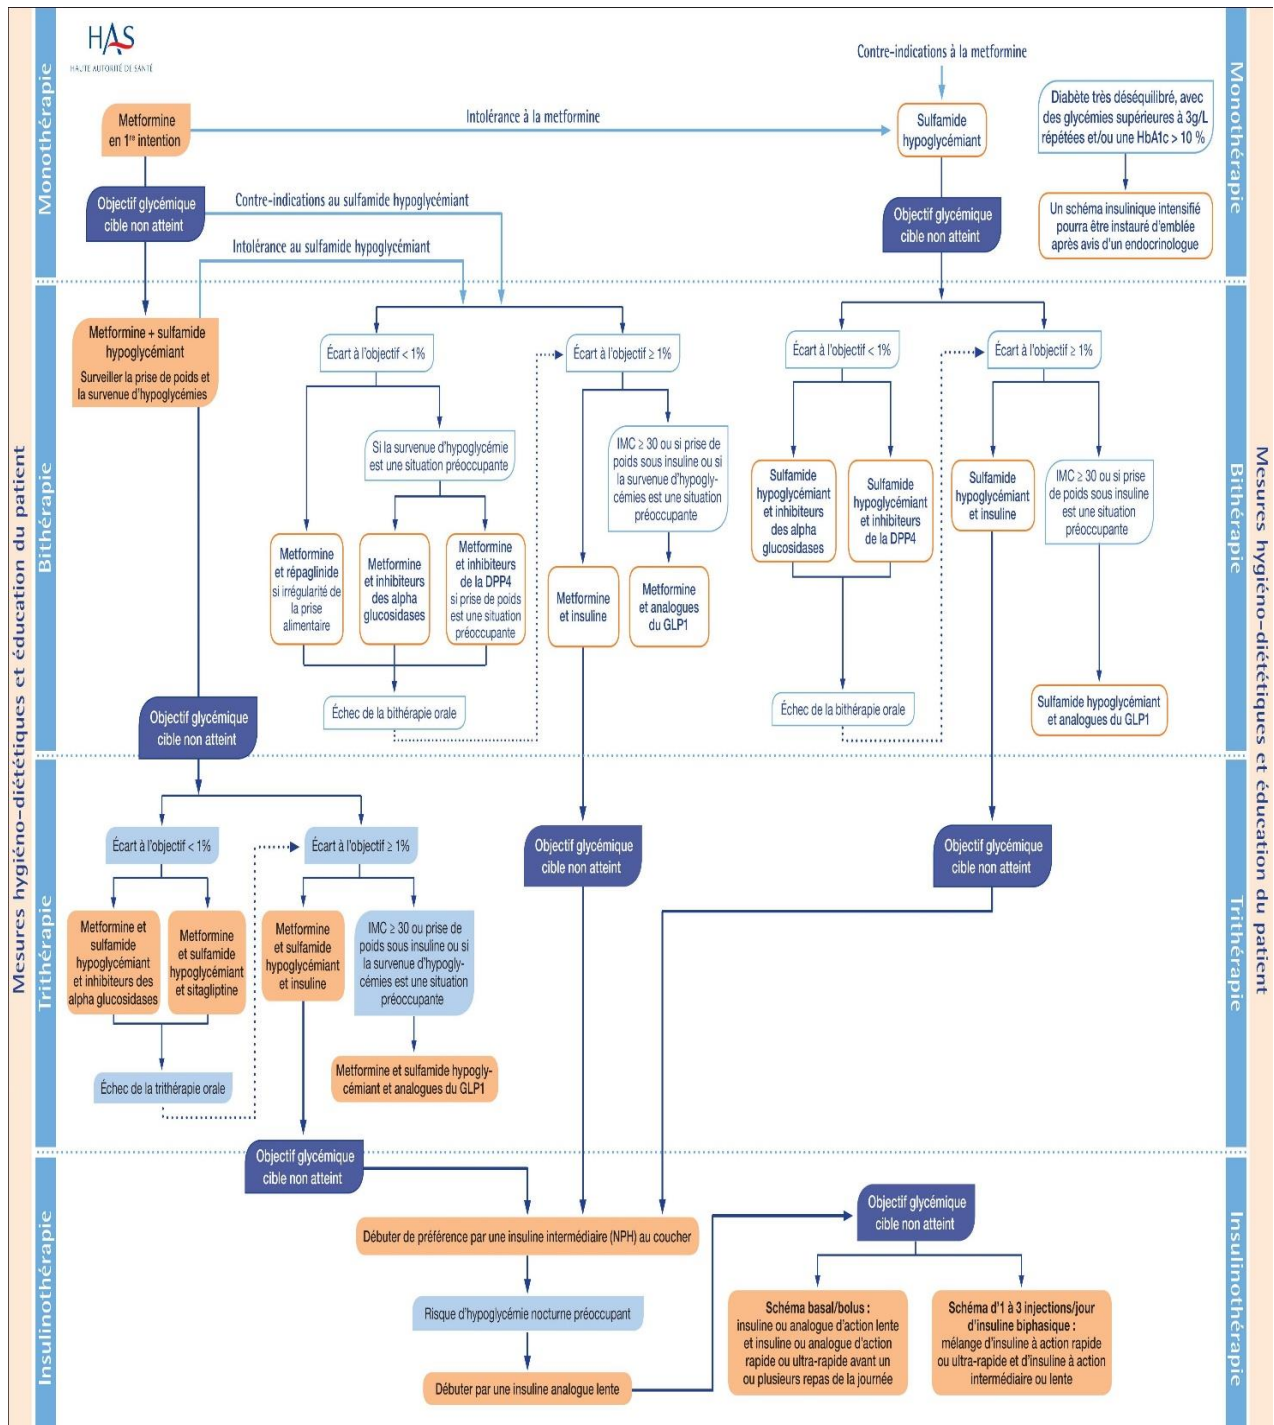 HAS
HAUTE AUTORITÉ DE SANTÉ
Mesures hygiéno-diététiques et éducation du patient
Monothérapie
Metformine
en 1re intention
Intolérance à la metformine
Contre-indications à la metformine
Sulfamide
hypoglycémiant
Diabète très déséquilibré, avec
des glycémies supérieures à 3g/L
répétées et/ou une HbA1c > 10 %
Objectif glycémique
cible non atteint
Contre-indications au sulfamide hypoglycémiant
Intolérance au sulfamide hypoglycémiant
Objectif glycémique
cible non atteint
Un schéma insulinique intensifié
pourra être instauré d'emblée
après avis d'un endocrinologue
Monothérapie
Bithérapie
Metformine + sulfamide
hypoglycémiant
Surveiller la prise de poids et
la survenue d'hypoglycémies
Écart à l'objectif < 1%
Écart à l'objectif ≥ 1%
Écart à l'objectif < 1%
Écart à l'objectif ≥ 1%
Si la survenue d'hypoglycémie
est une situation préoccupante
IMC ≥ 30 ou si prise de
poids sous insuline ou si
la survenue d'hypogly-
cémies est une situation
préoccupante
Sulfamide
hypoglycémiant
et inhibiteurs
des alpha
glucosidases
Sulfamide
hypoglycémiant
et inhibiteurs
de la DPP4
Sulfamide
hypoglycémiant
et insuline
IMC ≥ 30 ou si prise
de poids sous insuline
est une situation
préoccupante
Metformine
et répaglinide
si irrégularité de
la prise
alimentaire
Metformine
et inhibiteurs
des alpha
glucosidases
Metformine
et inhibiteurs
de la DPP4
si prise de poids
est une situation
préoccupante
Metformine
et insuline
Metformine
et analogues
du GLP1
Échec de la bithérapie orale
Échec de la bithérapie orale
Sulfamide hypoglycémiant
et analogues du GLP1
Objectif glycémique
cible non atteint
Bithérapie
Trithérapie
Écart à l'objectif < 1%
Écart à l'objectif ≥ 1%
Objectif glycémique
cible non atteint
Objectif glycémique
cible non atteint
Metformine et
sulfamide
hypoglycémiant
et inhibiteurs des
alpha glucosidases
Metformine
et sulfamide
hypoglycémiant
et sitagliptine
Metformine
et sulfamide
hypoglycémiant
et insuline
IMC ≥ 30 ou prise de
poids sous insuline ou si
la survenue d'hypogly-
cémies est une situation
préoccupante
Échec de la trithérapie orale
Metformine et sulfamide hypogly-
cémiant et analogues du GLP1
Trithérapie
Insulinothérapie
Objectif glycémique
cible non atteint
Débuter de préférence par une insuline intermédiaire (NPH) au coucher
Objectif glycémique
cible non atteint
Risque d'hypoglycémie nocturne préoccupant
Débuter par une insuline analogue lente
Schéma basal/bolus :
insuline ou analogue d'action lente
et insuline ou analogue d'action
rapide ou ultra-rapide avant un
ou plusieurs repas de la journée
Schéma d'1 à 3 injections/jour
d'insuline biphasique :
mélange d'insuline à action rapide
ou ultra-rapide et d'insuline à action
intermédiaire ou lente
Insulinothérapie
Mesures hygiéno-diététiques et éducation du patient